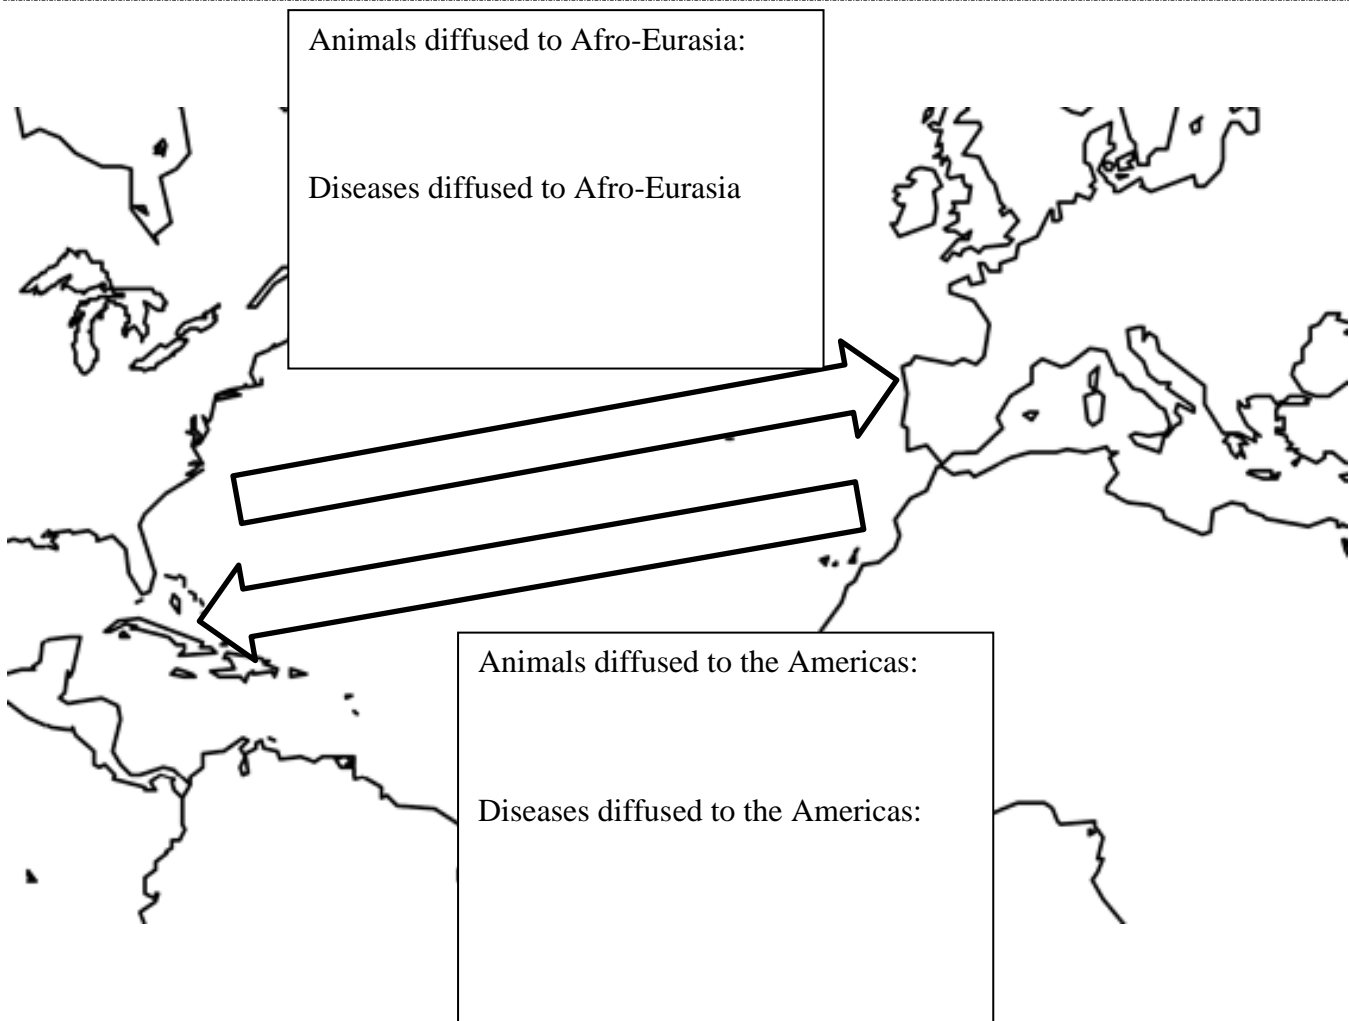 Animals diffused to Afro-Eurasia:
Diseases diffused to Afro-Eurasia
Animals diffused to the Americas:
Diseases diffused to the Americas: